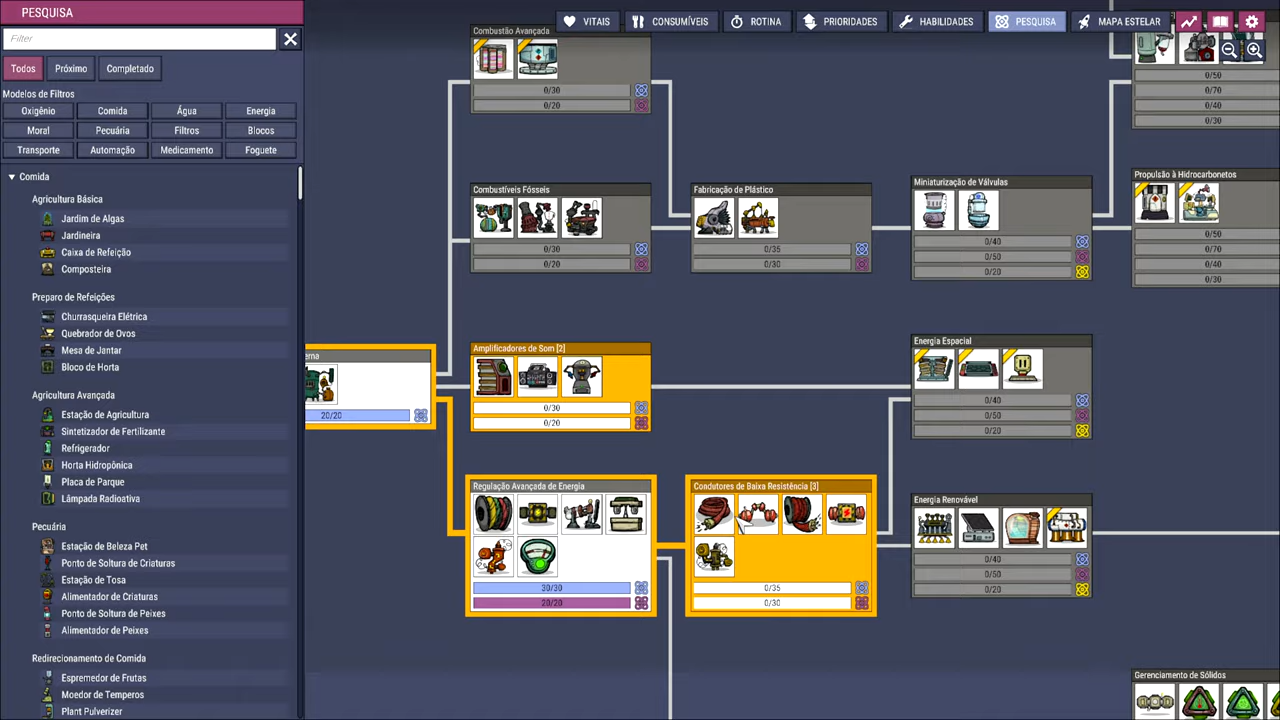 PESQUISA
VITAIS
CONSUMÍVEIS
ROTINA
PRIORIDADES
HABILIDADES
PESQUISA
MAPA ESTELAR
Filter
Todos
Próximo
Completado
Modelos de Filtros
Oxigênio
Comida
Água
Energia
Moral
Pecuária
Filtros
Blocos
Transporte
Automação
Medicamento
Foguete
Comida
Agricultura Básica
Jardim de Algas
Jardineira
Caixa de Refeição
Composteira
Preparo de Refeições
Churrasqueira Elétrica
Quebrador de Ovos
Mesa de Jantar
Bloco de Horta
Agricultura Avançada
Estação de Agricultura
Sintetizador de Fertilizante
Refrigerador
Horta Hidropônica
Placa de Parque
Lâmpada Radioativa
Pecuária
Estação de Beleza Pet
Ponto de Soltura de Criaturas
Estação de Tosa
Alimentador de Criaturas
Ponto de Soltura de Peixes
Alimentador de Peixes
Redirecionamento de Comida
Espremedor de Frutas
Moedor de Temperos
Plant Pulverizer
Combustão Avançada
0/30
0/20
0/50
0/70
0/40
0/30
Combustíveis Fósseis
0/30
0/20
Fabricação de Plástico
0/35
0/30
Miniaturização de Válvulas
0/40
0/50
0/20
Propulsão à Hidrocarbonetos
0/50
0/70
0/40
0/30
erna
20/20
Amplificadores de Som [2]
0/30
0/20
Energia Espacial
0/40
0/50
0/20
Regulação Avançada de Energia
30/30
20/20
Condutores de Baixa Resistência [3]
0/35
0/30
Energia Renovável
0/40
0/50
0/20
Gerenciamento de Sólidos